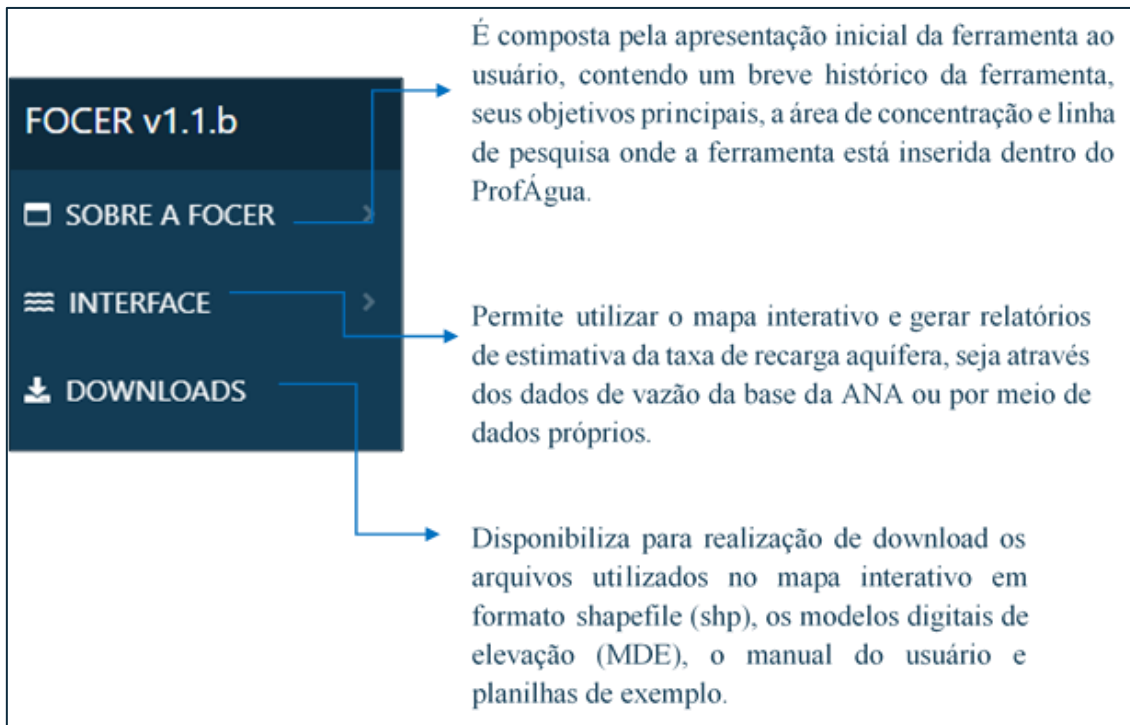 FOCER v1.1.b
SOBRE A FOCER
INTERFACE
DOWNLOADS
É composta pela apresentação inicial da ferramenta ao
usuário, contendo um breve histórico da ferramenta,
seus objetivos principais, a área de concentração e linha
de pesquisa onde a ferramenta está inserida dentro do
ProfÁgua.
Permite utilizar o mapa interativo e gerar relatórios
de estimativa da taxa de recarga aquífera, seja através
dos dados de vazão da base da ANA ou por meio de
dados próprios.
Disponibiliza para realização de download os
arquivos utilizados no mapa interativo em
formato shapefile (shp), os modelos digitais de
elevação (MDE), o manual do usuário e
planilhas de exemplo.